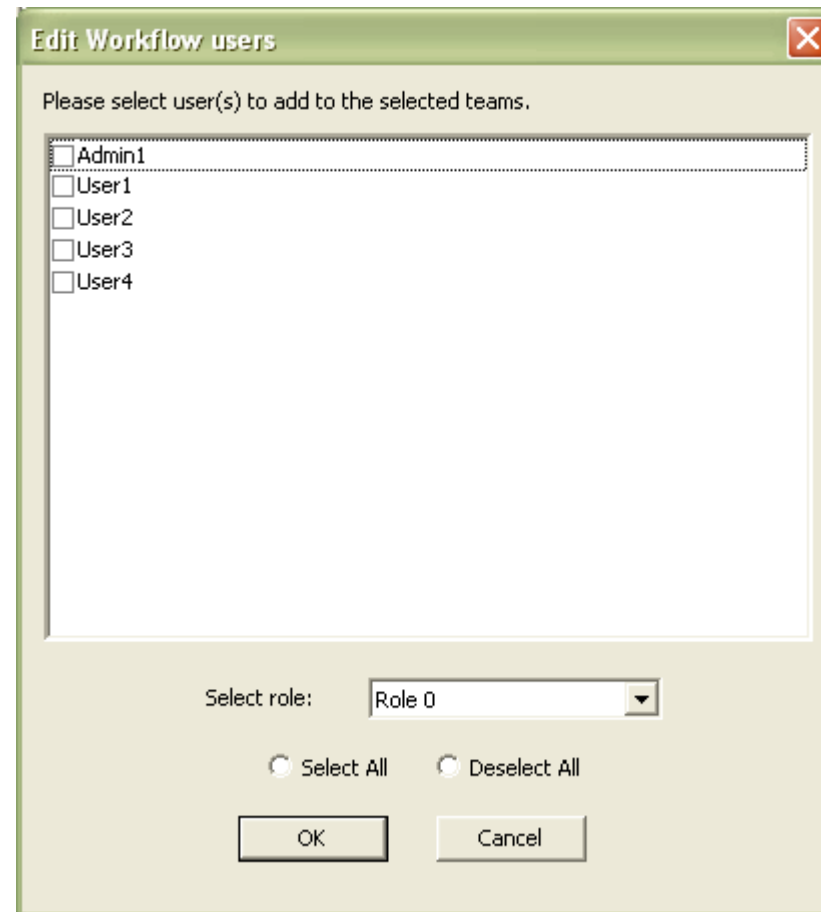 Edit Workflow users
Please select user(s) to add to the selected teams.
Admin1
User1
User2
User3
User4
Select role: Role 0
Select All Deselect All
OK Cancel